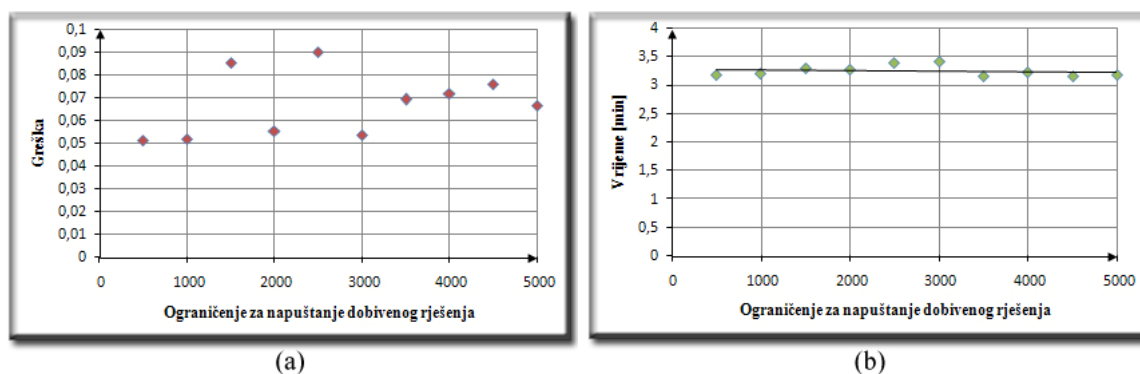 0,1
0,09
0,08
0,07
0,06
0,05
0,04
0,03
0,02
0,01
0
Greška
0 1000 2000 3000 4000 5000
Ograničenje za napuštanje dobivenog rješenja
(a)
4
3,5
3
2,5
2
1,5
1
0,5
0
Vrijeme [min]
0 1000 2000 3000 4000 5000
Ograničenje za napuštanje dobivenog rješenja
(b)